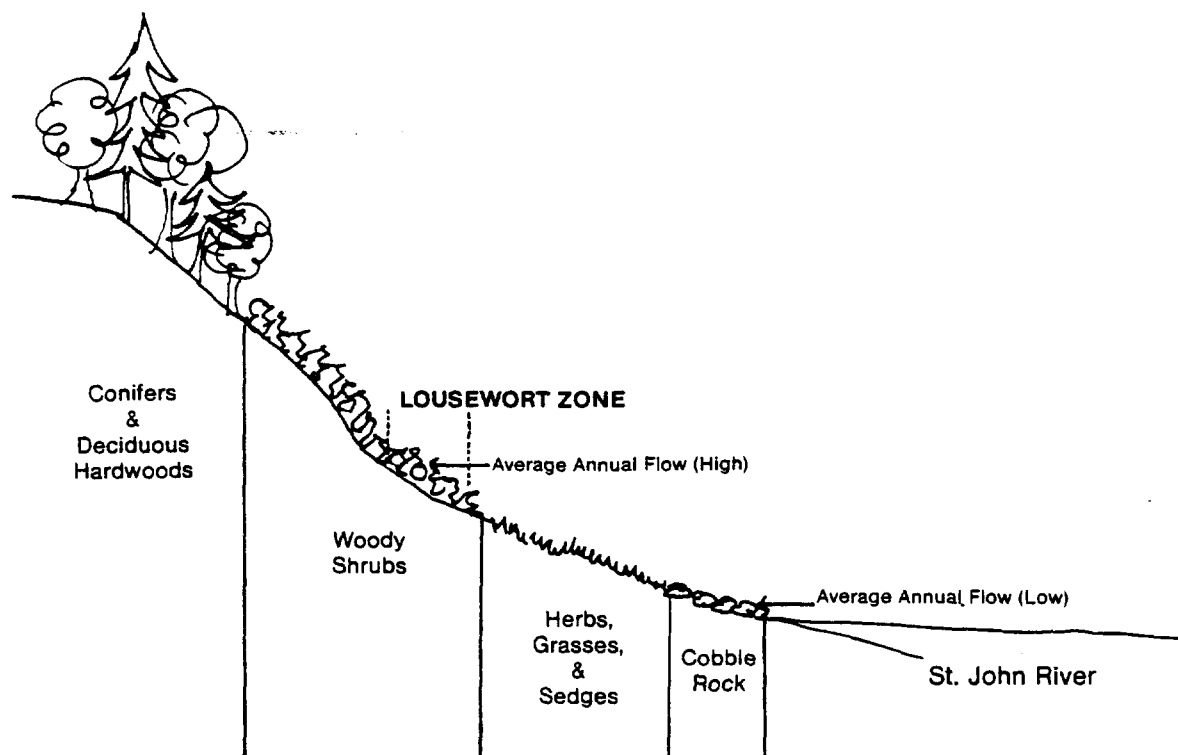 Conifers
&
Deciduous
Hardwoods
LOUSEWORT ZONE
Average Annual Flow (High)
Woody
Shrubs
Average Annual Flow (Low)
Herbs,
Grasses,
&
Sedges
Cobble
Rock
St. John River